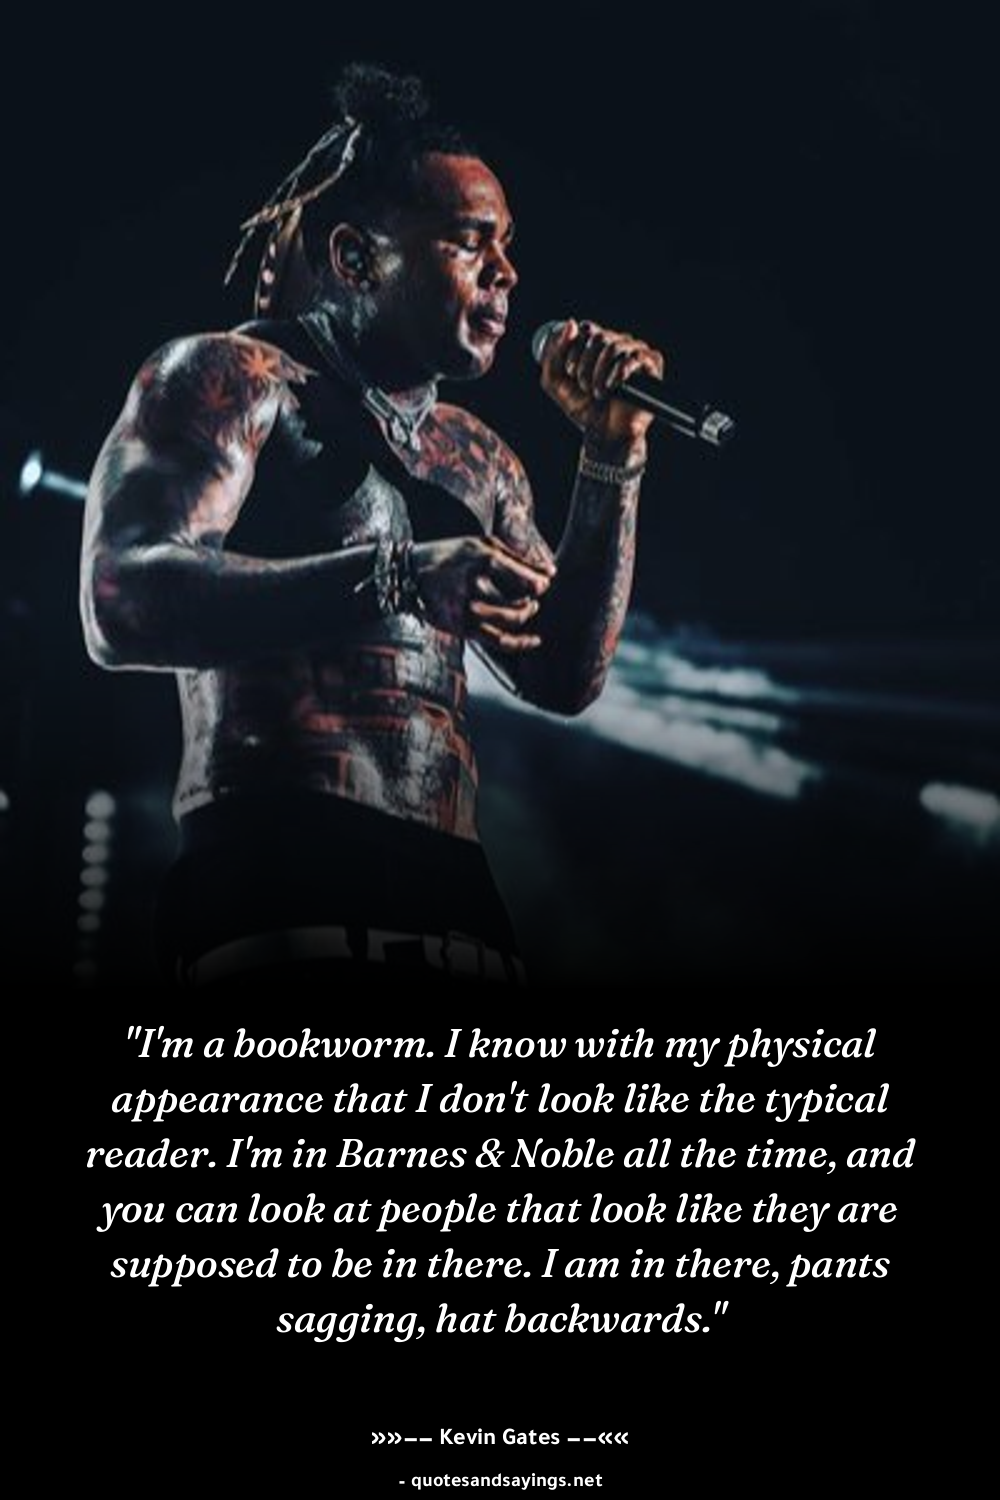 "I'm a bookworm. I know with my physical
appearance that I don't look like the typical
reader. I'm in Barnes & Noble all the time, and
you can look at people that look like they are
supposed to be in there. I am in there, pants
sagging, hat backwards."
»»−− Kevin Gates −−««
- quotesandsayings.net